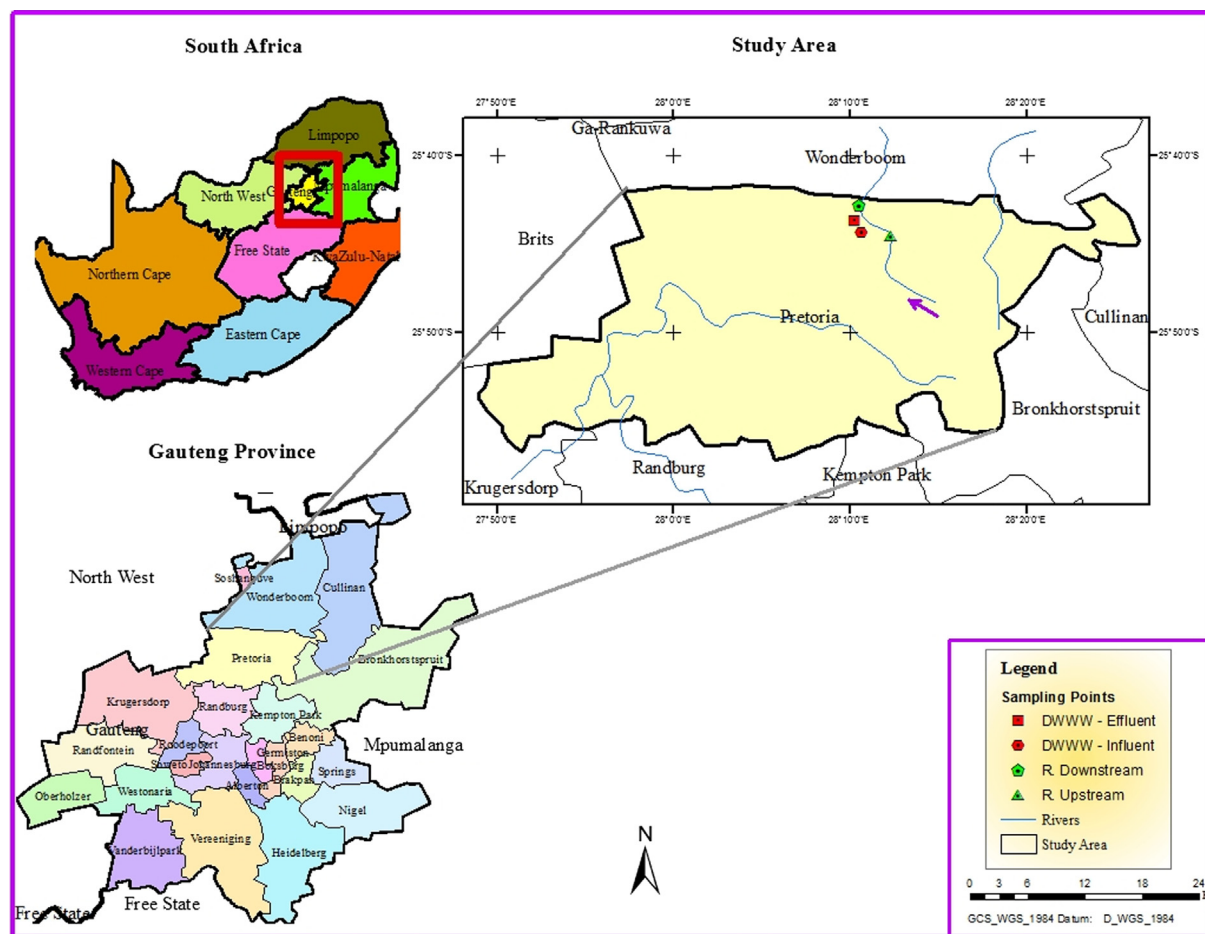 South Africa
Study Area
Limpopo
North West
Gauteng
Mpumalanga
Free State
KwaZulu-Natal
Northern Cape
Eastern Cape
Western Cape
27°50'0"E
28°0'0"E
28°10'0"E
28°20'0"E
Ga-Rankuwa
Wonderboom
25°40'0"S
25°40'0"S
Brits
Pretoria
Cullinan
25°50'0"S
25°50'0"S
Bronkhorstspruit
Randburg
Kempton Park
Krugersdorp
27°50'0"E
28°0'0"E
28°10'0"E
28°20'0"E
Gauteng Province
Limpopo
North West
Soshanguve
Wonderboom
Cullinan
Pretoria
Bronkhorstspruit
Krugersdorp
Randburg
Kempton Park
Gauteng
Randfontein
Roodepoort
Benoni
Mpumalanga
Germiston
Soweto
Johannesburg
Boksburg
Springs
Alberton
Brakpan
Oberholzer
Westonaria
Nigel
Vereeniging
Vanderbijlpark
Heidelberg
Free State
Free State
N
Legend
Sampling Points
DWWW - Effluent
DWWW - Influent
R. Downstream
R. Upstream
Rivers
Study Area
0 3 6 12 18 24
GCS_WGS_1984 Datum: D_WGS_1984